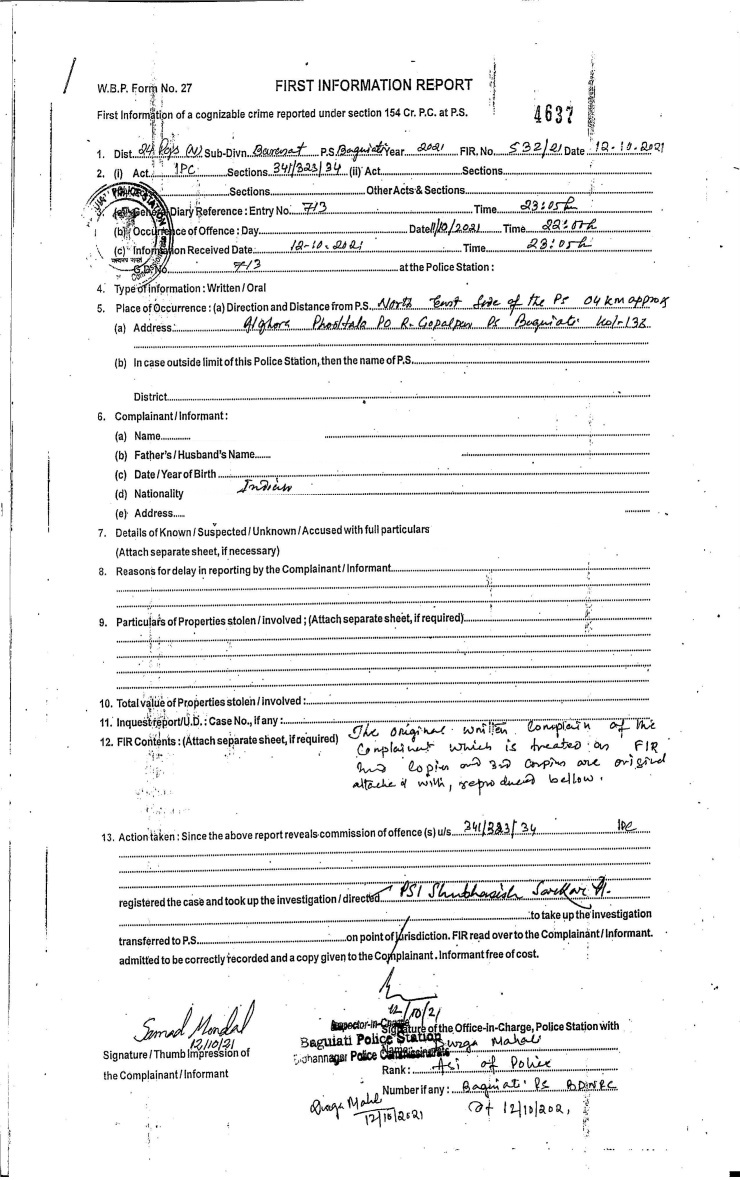 W.B.P. Form No. 27
FIRST INFORMATION REPORT
First Information of a cognizable crime reported under section 154 Cr. P.C. at P.S.
4637
1. Dist. 24 Pgs (N) Sub-Divn. Barasat P.S. Baguiati Year 2021 FIR. No. 532/21 Date 12-10-2021
2. (i) Act IPC Sections 341/323/34 (ii) Act Sections
Sections Other Acts & Sections
3. (a) General Diary Reference : Entry No. 713 Time 23:05 h
(b) Occurrence of Offence : Day Date 11/10/2021 Time 22:05h
(c) Information Received Date 12-10-2021 Time 23:05h
G.D. No. 713 at the Police Station :
4. Type of information : Written / Oral
5. Place of Occurrence : (a) Direction and Distance from P.S. North East Side of the PS 04 km approx
(a) Address P.O R. Gopalpur PS Baguiati Kol-136
(b) In case outside limit of this Police Station, then the name of P.S.
District
6. Complainant / Informant :
(a) Name
(b) Father's / Husband's Name
(c) Date / Year of Birth
(d) Nationality Indian
(e) Address
7. Details of Known / Suspected / Unknown / Accused with full particulars
(Attach separate sheet, if necessary)
8. Reasons for delay in reporting by the Complainant / Informant
9. Particulars of Properties stolen / involved ; (Attach separate sheet, if required)
10. Total value of Properties stolen / involved :
11. Inquest report/U.D. : Case No., if any :
12. FIR Contents : (Attach separate sheet, if required) The original written Complain of the
Complainent which is treated as FIR
copies and 3rd copies are original
attached with, reproduced bellow.
13. Action taken : Since the above report reveals commission of offence (s) u/s 341/323/34 IPC
registered the case and took up the investigation / directed PSI Shubhasish Sarkar
to take up the investigation
transferred to P.S. on point of jurisdiction. FIR read over to the Complainant / Informant.
admitted to be correctly recorded and a copy given to the Complainant. Informant free of cost.
12/10/21
Samad Mondal
12/10/21
Signature / Thumb Impression of
the Complainant / Informant
Inspector-In-Charge
Signature of the Office-in-Charge, Police Station with
Baguiati Police Station
Name: Durga Mahali
Bidhannagar Police Commissionerate
Rank : ASI of Police
Number if any : Baguiati PS BDNPC
12/10/2021
Dt 12/10/2021